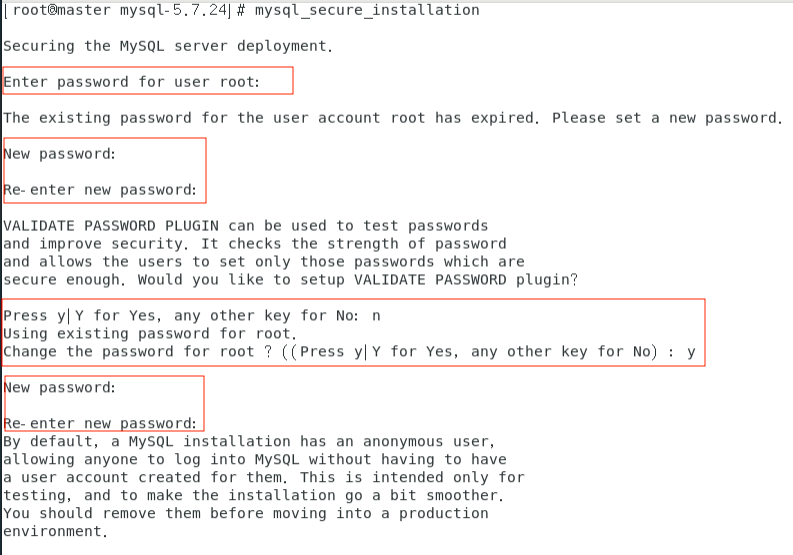 [root@master mysql-5.7.24]# mysql_secure_installation
Securing the MySQL server deployment.
Enter password for user root:
The existing password for the user account root has expired. Please set a new password.
New password:
Re-enter new password:
VALIDATE PASSWORD PLUGIN can be used to test passwords
and improve security. It checks the strength of password
and allows the users to set only those passwords which are
secure enough. Would you like to setup VALIDATE PASSWORD plugin?
Press y|Y for Yes, any other key for No: n
Using existing password for root.
Change the password for root ? ((Press y|Y for Yes, any other key for No) : y
New password:
Re-enter new password:
By default, a MySQL installation has an anonymous user,
allowing anyone to log into MySQL without having to have
a user account created for them. This is intended only for
testing, and to make the installation go a bit smoother.
You should remove them before moving into a production
environment.